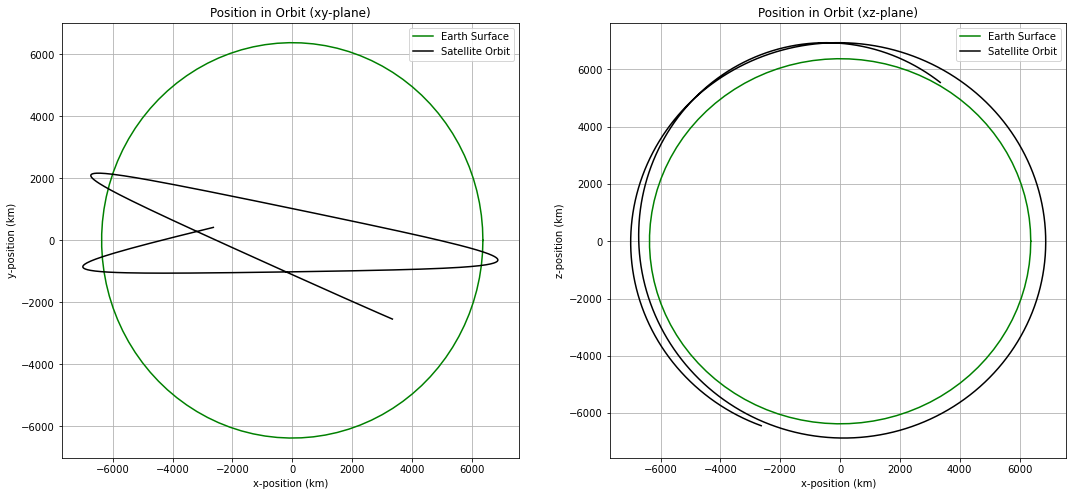 Position in Orbit (xy-plane)
Earth Surface
Satellite Orbit
6000
4000
2000
0
−2000
−4000
−6000
y-position (km)
−6000 −4000 −2000 0 2000 4000 6000
x-position (km)
Position in Orbit (xz-plane)
Earth Surface
Satellite Orbit
6000
4000
2000
0
−2000
−4000
−6000
z-position (km)
−6000 −4000 −2000 0 2000 4000 6000
x-position (km)